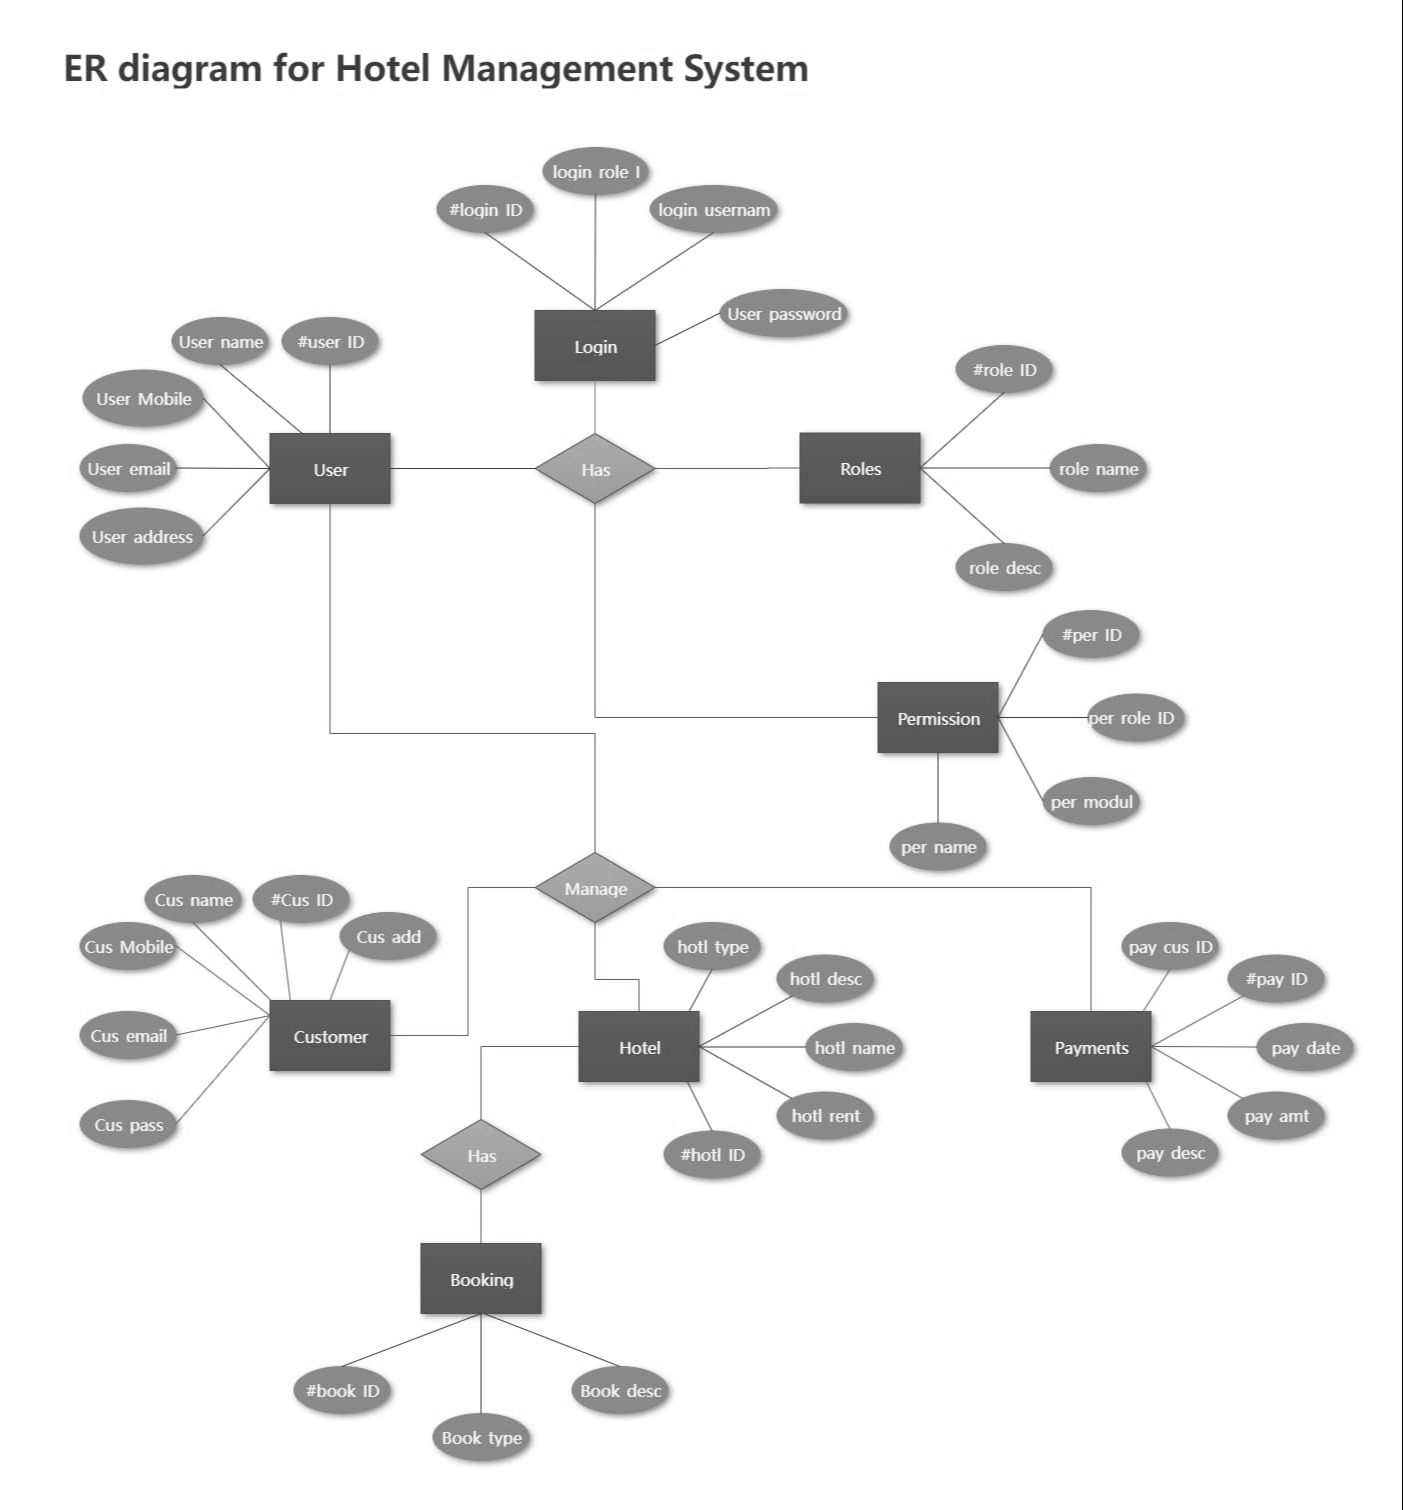 ER diagram for Hotel Management System
login role I
#login ID
login usernam
User password
Login
User name
#user ID
User Mobile
User email
User address
User
Has
Roles
#role ID
role name
role desc
#per ID
per role ID
per modul
Permission
per name
Manage
Cus name
#Cus ID
Cus add
Cus Mobile
Cus email
Cus pass
Customer
hotl type
hotl desc
hotl name
hotl rent
#hotl ID
Hotel
pay cus ID
#pay ID
pay date
pay amt
pay desc
Payments
Has
Booking
#book ID
Book desc
Book type